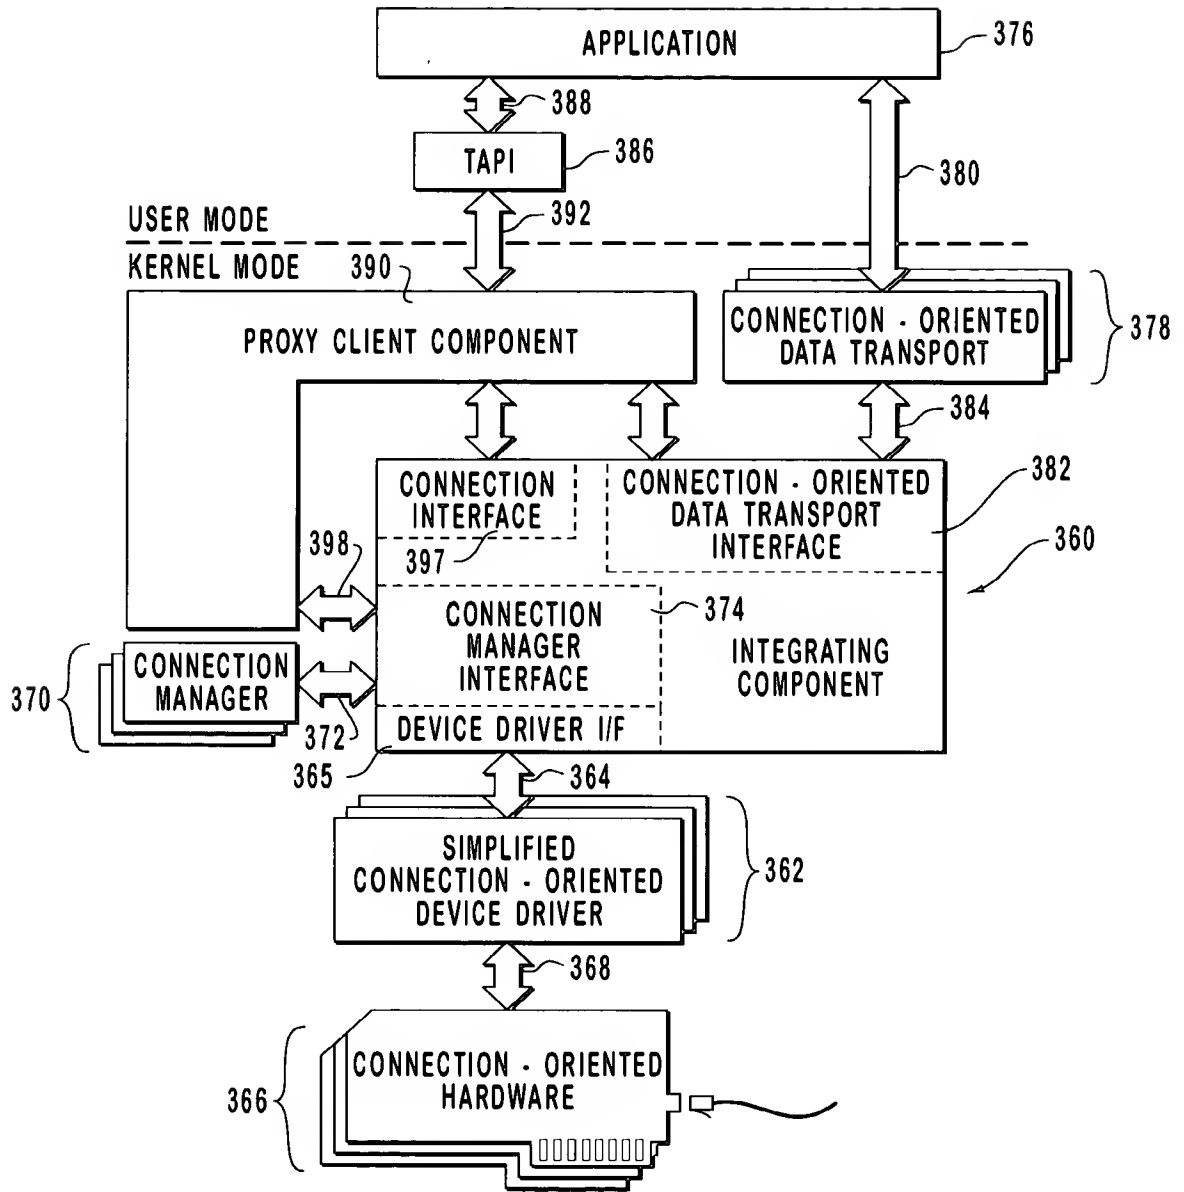 APPLICATION
376
388
TAPI
386
380
392
USER MODE
KERNEL MODE
390
PROXY CLIENT COMPONENT
CONNECTION - ORIENTED
DATA TRANSPORT
378
384
CONNECTION
INTERFACE
397
CONNECTION - ORIENTED
DATA TRANSPORT
INTERFACE
382
360
398
CONNECTION
MANAGER
INTERFACE
374
INTEGRATING
COMPONENT
370
CONNECTION
MANAGER
372
DEVICE DRIVER I/F
365
364
SIMPLIFIED
CONNECTION - ORIENTED
DEVICE DRIVER
362
368
CONNECTION - ORIENTED
HARDWARE
366